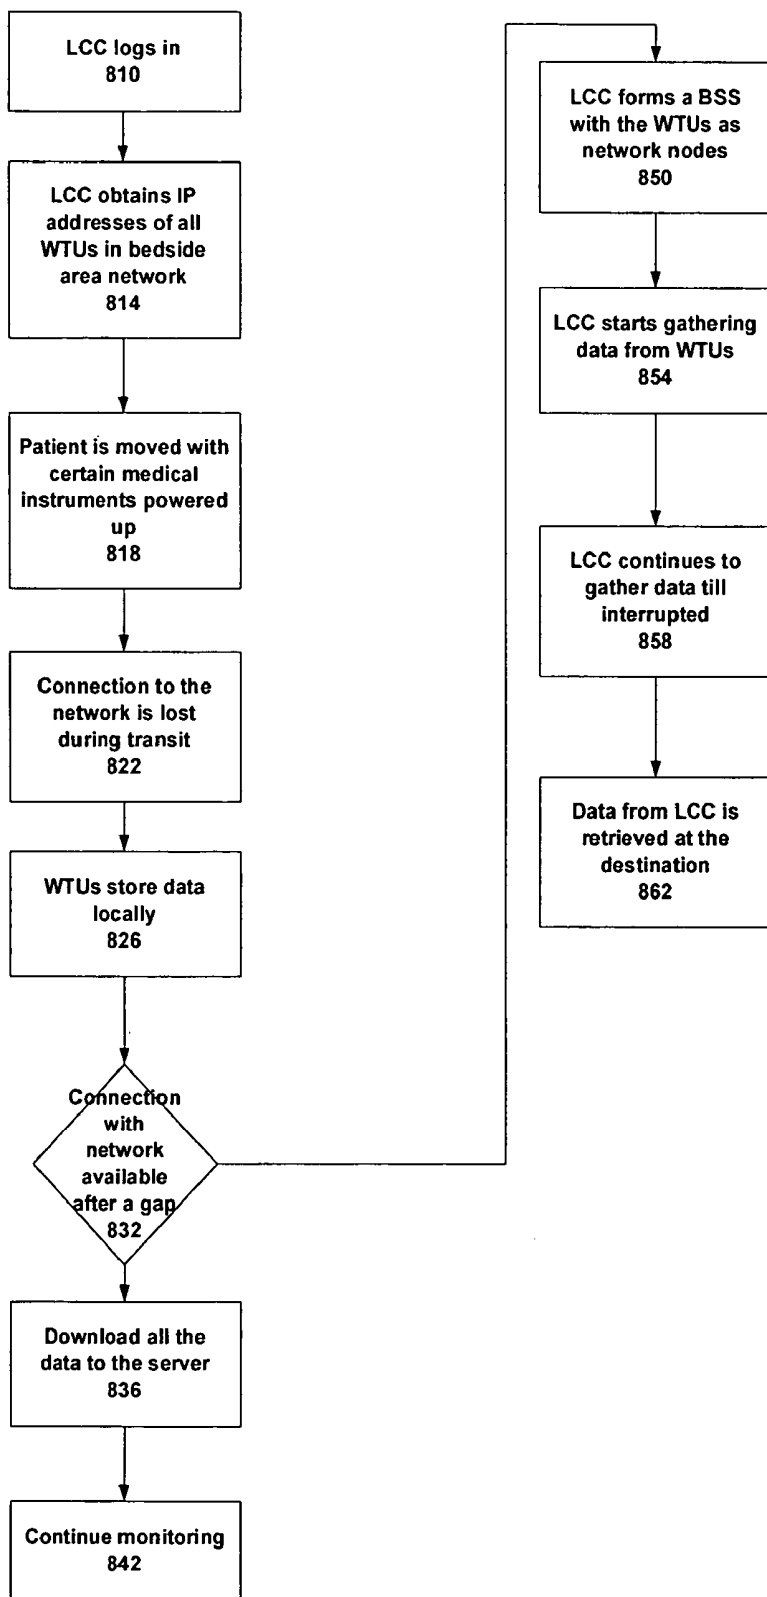 LCC logs in
810
LCC obtains IP
addresses of all
WTUs in bedside
area network
814
Patient is moved with
certain medical
instruments powered
up
818
Connection to the
network is lost
during transit
822
WTUs store data
locally
826
Connection
with
network
available
after a gap
832
Download all the
data to the server
836
Continue monitoring
842
LCC forms a BSS
with the WTUs as
network nodes
850
LCC starts gathering
data from WTUs
854
LCC continues to
gather data till
interrupted
858
Data from LCC is
retrieved at the
destination
862